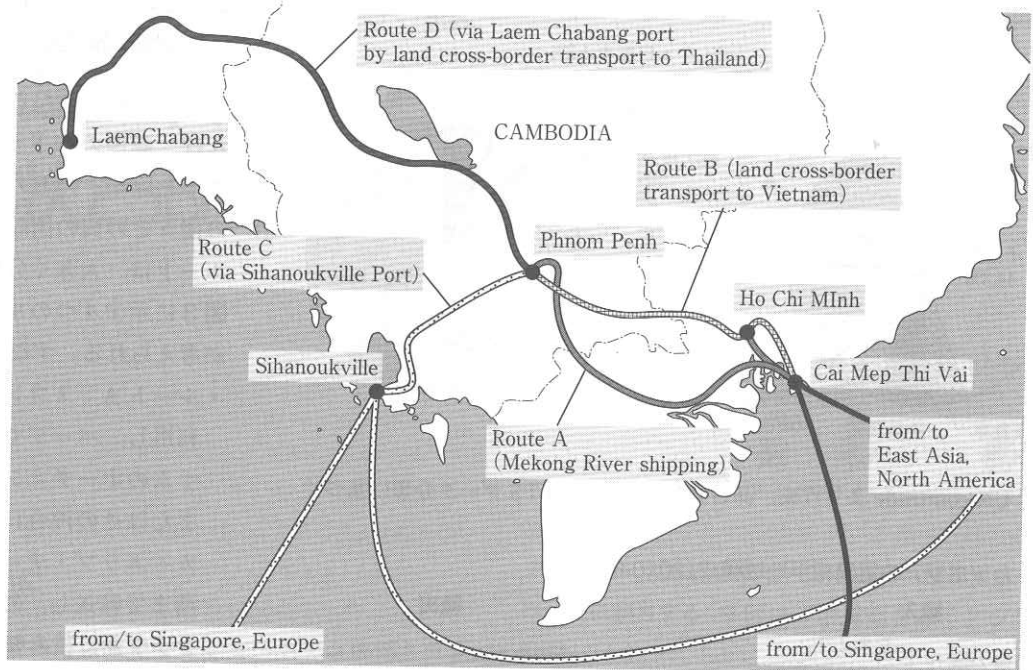 Route D (via Laem Chabang port
by land cross-border transport to Thailand)
LaemChabang
CAMBODIA
Route B (land cross-border
transport to Vietnam)
Route C
(via Sihanoukville Port)
Phnom Penh
Ho Chi MInh
Sihanoukville
Cai Mep Thi Vai
Route A
(Mekong River shipping)
from/to
East Asia,
North America
from/to Singapore, Europe
from/to Singapore, Europe